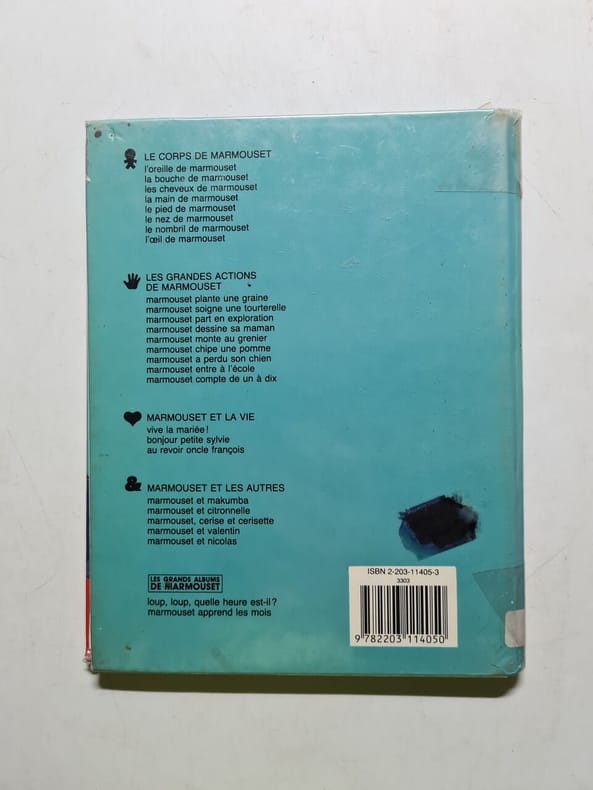 LE CORPS DE MARMOUSET
l'oreille de marmouset
la bouche de marmouset
les cheveux de marmouset
la main de marmouset
le pied de marmouset
le nez de marmouset
le nombril de marmouset
l'œil de marmouset
LES GRANDES ACTIONS
DE MARMOUSET
marmouset plante une graine
marmouset soigne une tourterelle
marmouset part en exploration
marmouset dessine sa maman
marmouset monte au grenier
marmouset chipe une pomme
marmouset a perdu son chien
marmouset entre à l'école
marmouset compte de un à dix
MARMOUSET ET LA VIE
vive la mariée !
bonjour petite sylvie
au revoir oncle françois
& MARMOUSET ET LES AUTRES
marmouset et makumba
marmouset et citronnelle
marmouset, cerise et cerisette
marmouset et valentin
marmouset et nicolas
LES GRANDS ALBUMS
DE MARMOUSET
loup, loup, quelle heure est-il ?
marmouset apprend les mois
ISBN 2-203-11405-3
3303
9 782203 114050